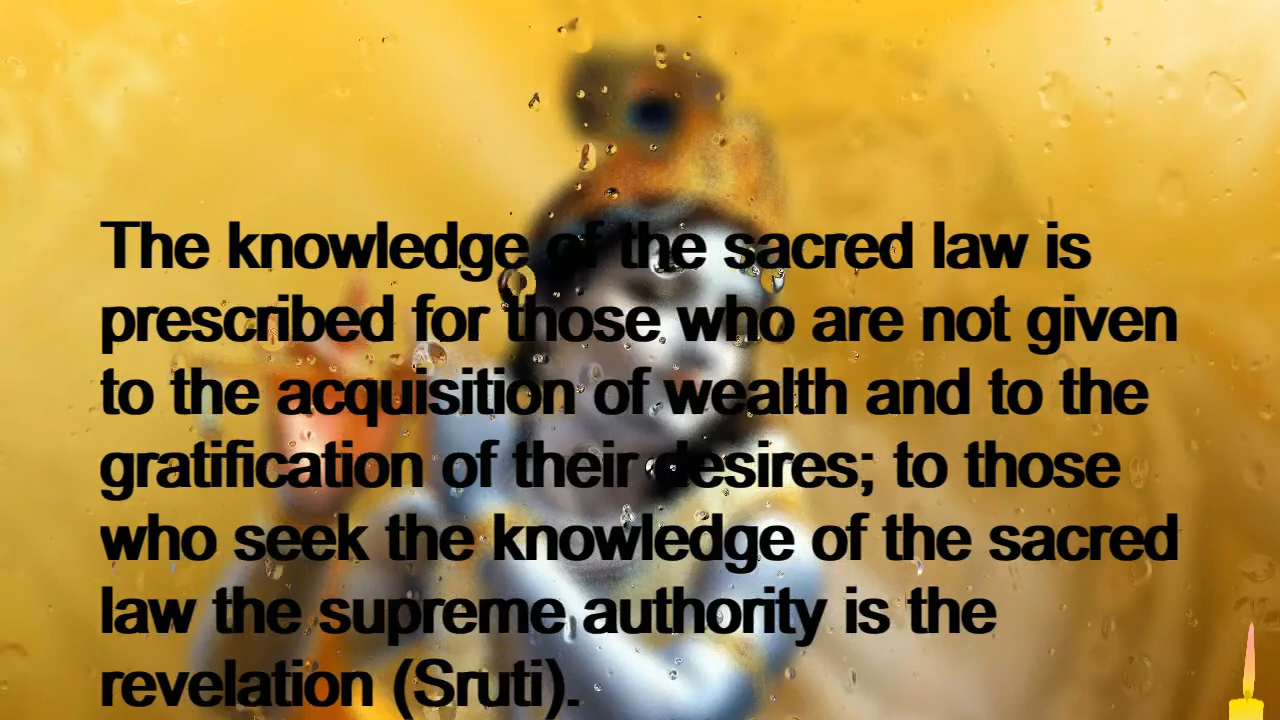 The knowledge of the sacred law is
prescribed for those who are not given
to the acquisition of wealth and to the
gratification of their desires; to those
who seek the knowledge of the sacred
law the supreme authority is the
revelation (Sruti).